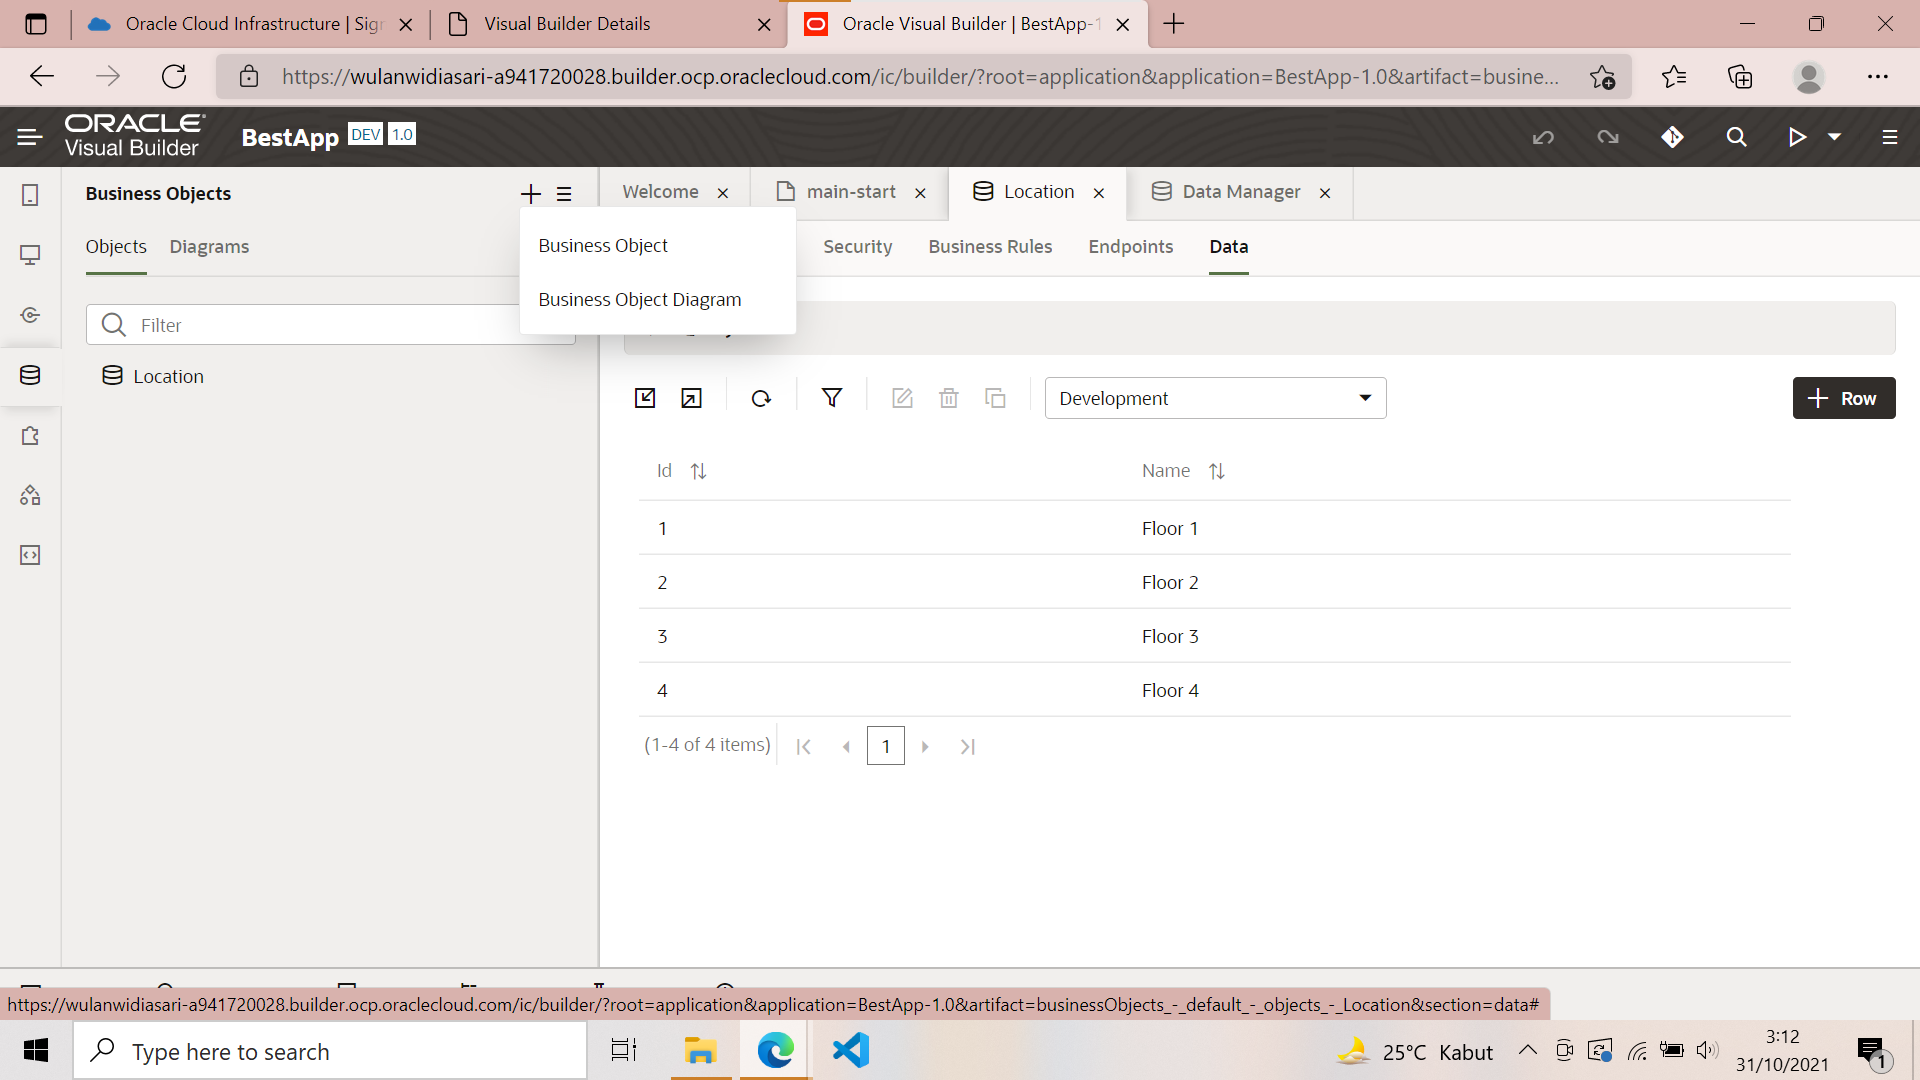 Oracle Cloud Infrastructure | Sign
Visual Builder Details
Oracle Visual Builder | BestApp-1
https://wulanwidiasari-a941720028.builder.ocp.oraclecloud.com/ic/builder/?root=application&application=BestApp-1.0&artifact=busine...
ORACLE
Visual Builder
BestApp DEV 1.0
Business Objects
Welcome
main-start
Location
Data Manager
Objects
Diagrams
Business Object
Business Object Diagram
Security
Business Rules
Endpoints
Data
Filter
Location
Development
Row
Id
Name
1
Floor 1
2
Floor 2
3
Floor 3
4
Floor 4
(1-4 of 4 items)
1
https://wulanwidiasari-a941720028.builder.ocp.oraclecloud.com/ic/builder/?root=application&application=BestApp-1.0&artifact=businessObjects_-_default_-_objects_-_Location&section=data#
Type here to search
25°C Kabut
3:12
31/10/2021
1